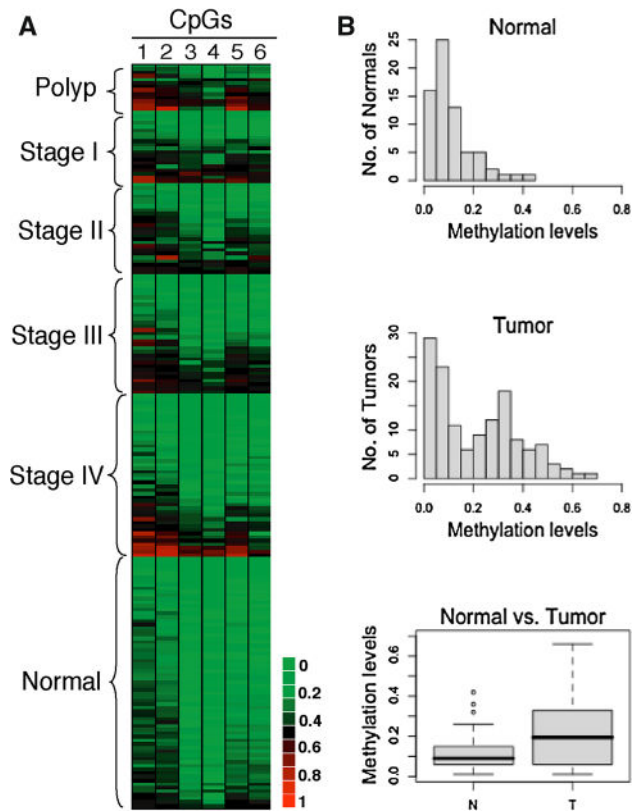 A
CpGs
1 2 3 4 5 6
Polyp
Stage I
Stage II
Stage III
Stage IV
Normal
0
0.2
0.4
0.6
0.8
1
B
Normal
No. of Normals
25
20
15
10
5
0
0.0 0.2 0.4 0.6 0.8
Methylation levels
Tumor
No. of Tumors
30
20
10
5
0
0.0 0.2 0.4 0.6 0.8
Methylation levels
Normal vs. Tumor
Methylation levels
0.6
0.4
0.2
0.0
N T